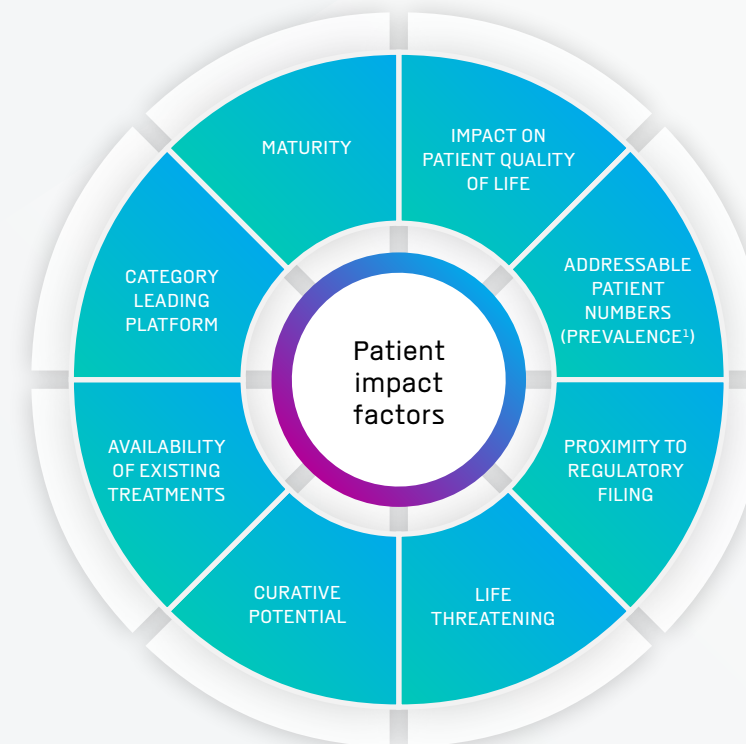 MATURITY
IMPACT ON
PATIENT QUALITY
OF LIFE
ADDRESSABLE
PATIENT
NUMBERS
(PREVALENCE¹)
PROXIMITY TO
REGULATORY
FILING
LIFE
THREATENING
CURATIVE
POTENTIAL
AVAILABILITY
OF EXISTING
TREATMENTS
CATEGORY
LEADING
PLATFORM
Patient
impact
factors